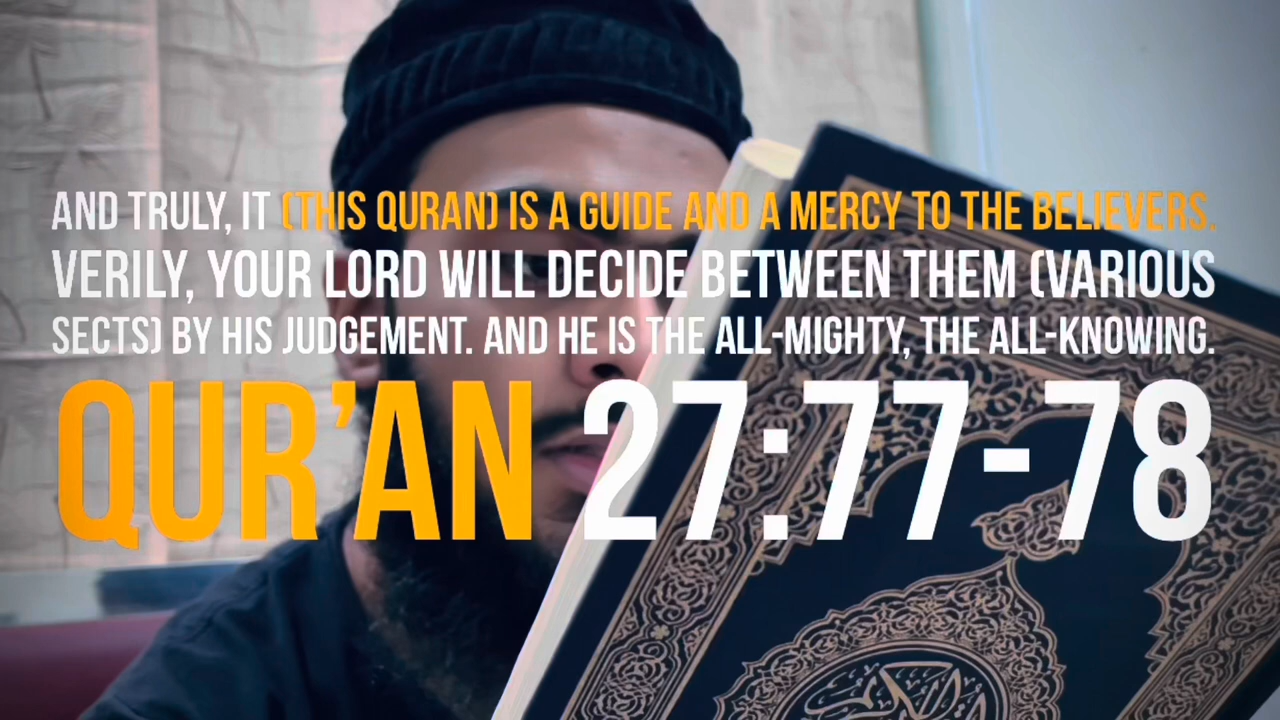 AND TRULY, IT (THIS QURAN) IS A GUIDE AND A MERCY TO THE BELIEVERS.
VERILY, YOUR LORD WILL DECIDE BETWEEN THEM (VARIOUS
SECTS) BY HIS JUDGEMENT. AND HE IS THE ALL-MIGHTY, THE ALL-KNOWING.
QUR'AN 27:77-78